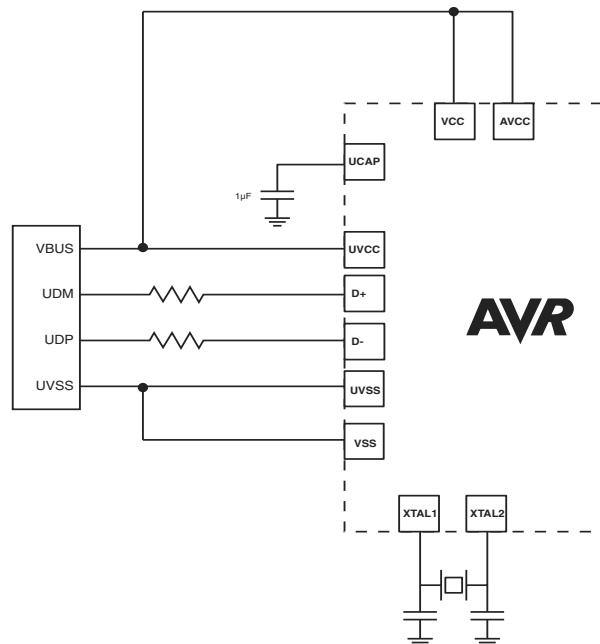 VCC
AVCC
UCAP
1µF
VBUS
UVCC
UDM
D+
AVR
UDP
D-
UVSS
UVSS
VSS
XTAL1
XTAL2